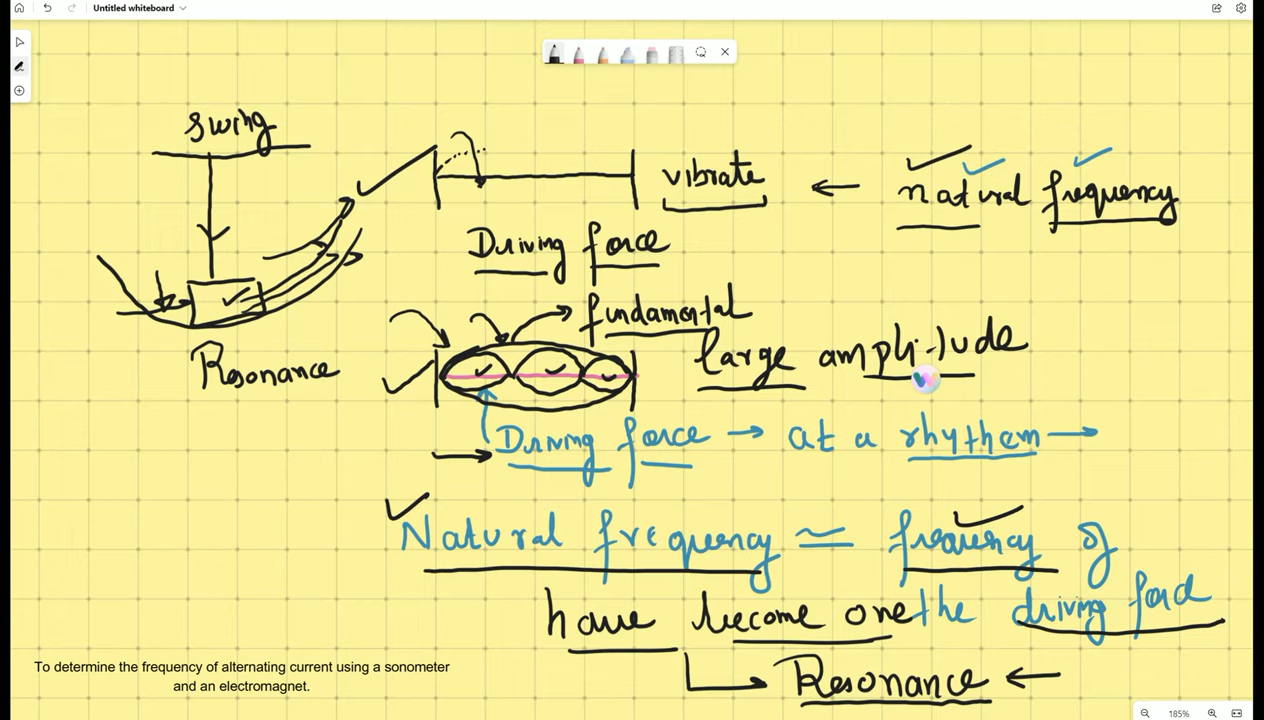 Untitled whiteboard
swing
vibrate ← natural frequency
Driving force
fundamental
Resonance
large amplitude
Driving force → at a rhythem →
Natural frequency ≃ frequency of
have become one the driving force
Resonance ←
To determine the frequency of alternating current using a sonometer
and an electromagnet.
185%